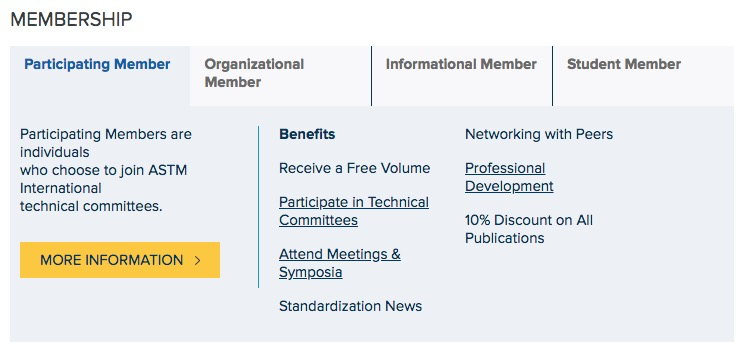 MEMBERSHIP
Participating Member
Organizational
Member
Informational Member
Student Member
Participating Members are
individuals
who choose to join ASTM
International
technical committees.
MORE INFORMATION >
Benefits
Receive a Free Volume
Participate in Technical
Committees
Attend Meetings &
Symposia
Standardization News
Networking with Peers
Professional
Development
10% Discount on All
Publications